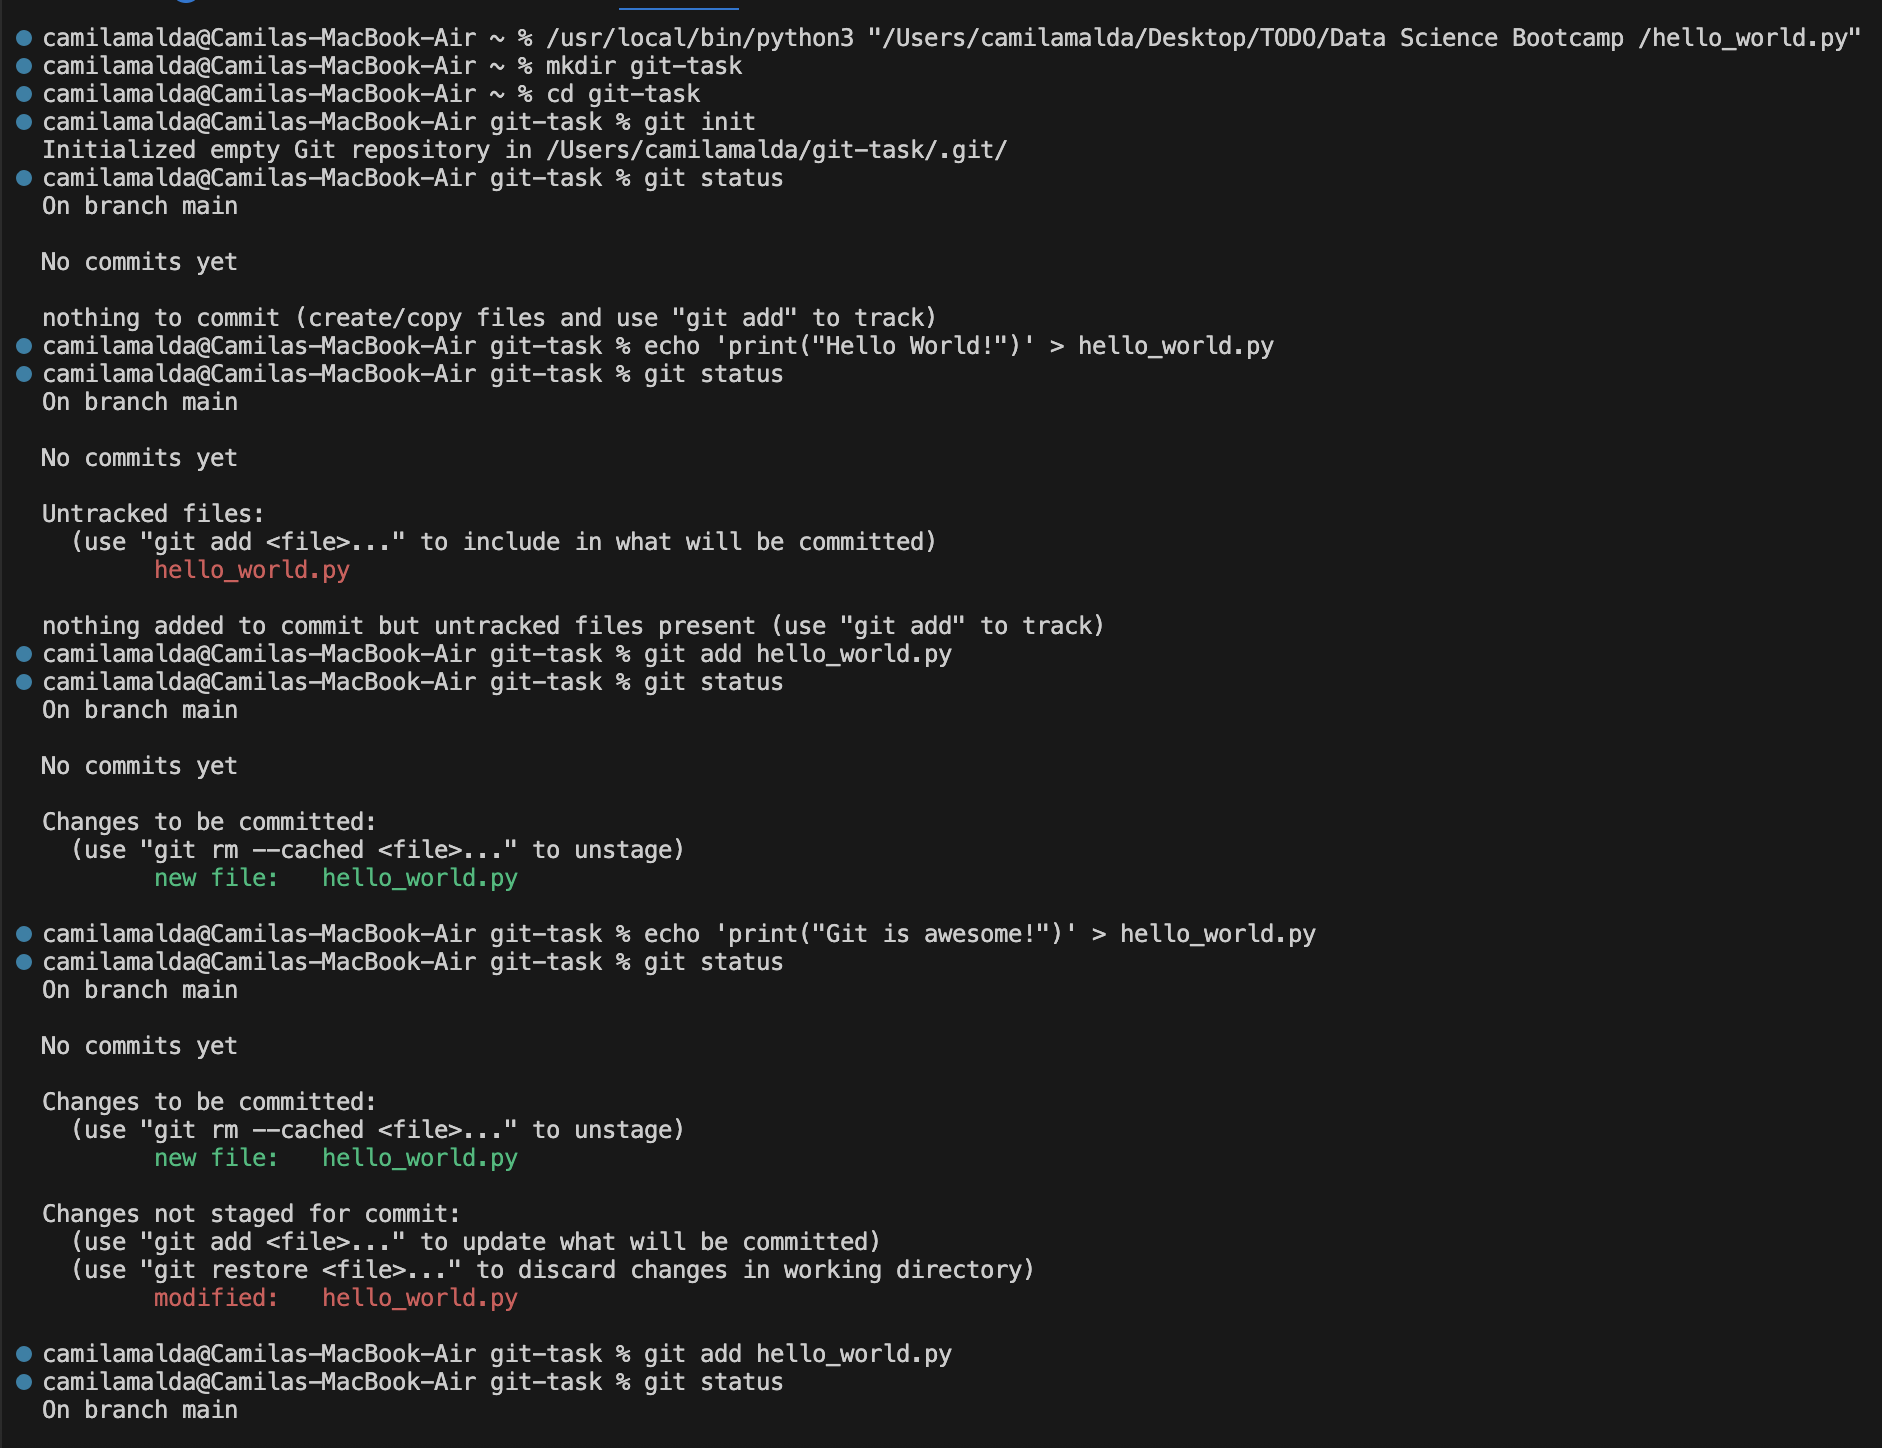 camilamalda@Camilas-MacBook-Air ~ % /usr/local/bin/python3 "/Users/camilamalda/Desktop/TODO/Data Science Bootcamp /hello_world.py"
camilamalda@Camilas-MacBook-Air ~ % mkdir git-task
camilamalda@Camilas-MacBook-Air ~ % cd git-task
camilamalda@Camilas-MacBook-Air git-task % git init
Initialized empty Git repository in /Users/camilamalda/git-task/.git/
camilamalda@Camilas-MacBook-Air git-task % git status
On branch main
No commits yet
nothing to commit (create/copy files and use "git add" to track)
camilamalda@Camilas-MacBook-Air git-task % echo 'print("Hello World!")' > hello_world.py
camilamalda@Camilas-MacBook-Air git-task % git status
On branch main
No commits yet
Untracked files:
  (use "git add <file>..." to include in what will be committed)
        hello_world.py
nothing added to commit but untracked files present (use "git add" to track)
camilamalda@Camilas-MacBook-Air git-task % git add hello_world.py
camilamalda@Camilas-MacBook-Air git-task % git status
On branch main
No commits yet
Changes to be committed:
  (use "git rm --cached <file>..." to unstage)
        new file:   hello_world.py
camilamalda@Camilas-MacBook-Air git-task % echo 'print("Git is awesome!")' > hello_world.py
camilamalda@Camilas-MacBook-Air git-task % git status
On branch main
No commits yet
Changes to be committed:
  (use "git rm --cached <file>..." to unstage)
        new file:   hello_world.py
Changes not staged for commit:
  (use "git add <file>..." to update what will be committed)
  (use "git restore <file>..." to discard changes in working directory)
        modified:   hello_world.py
camilamalda@Camilas-MacBook-Air git-task % git add hello_world.py
camilamalda@Camilas-MacBook-Air git-task % git status
On branch main